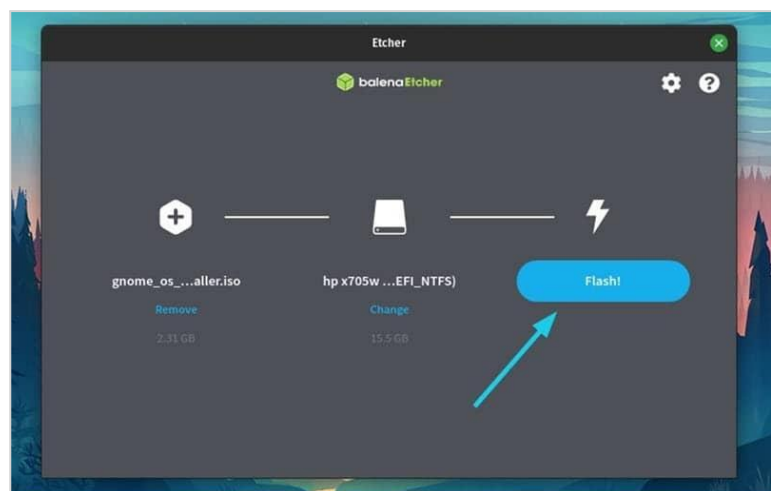 Etcher
balenaEtcher
gnome_os_...aller.iso
Remove
2.31 GB
hp x705w ...EFI_NTFS)
Change
15.5 GB
Flash!